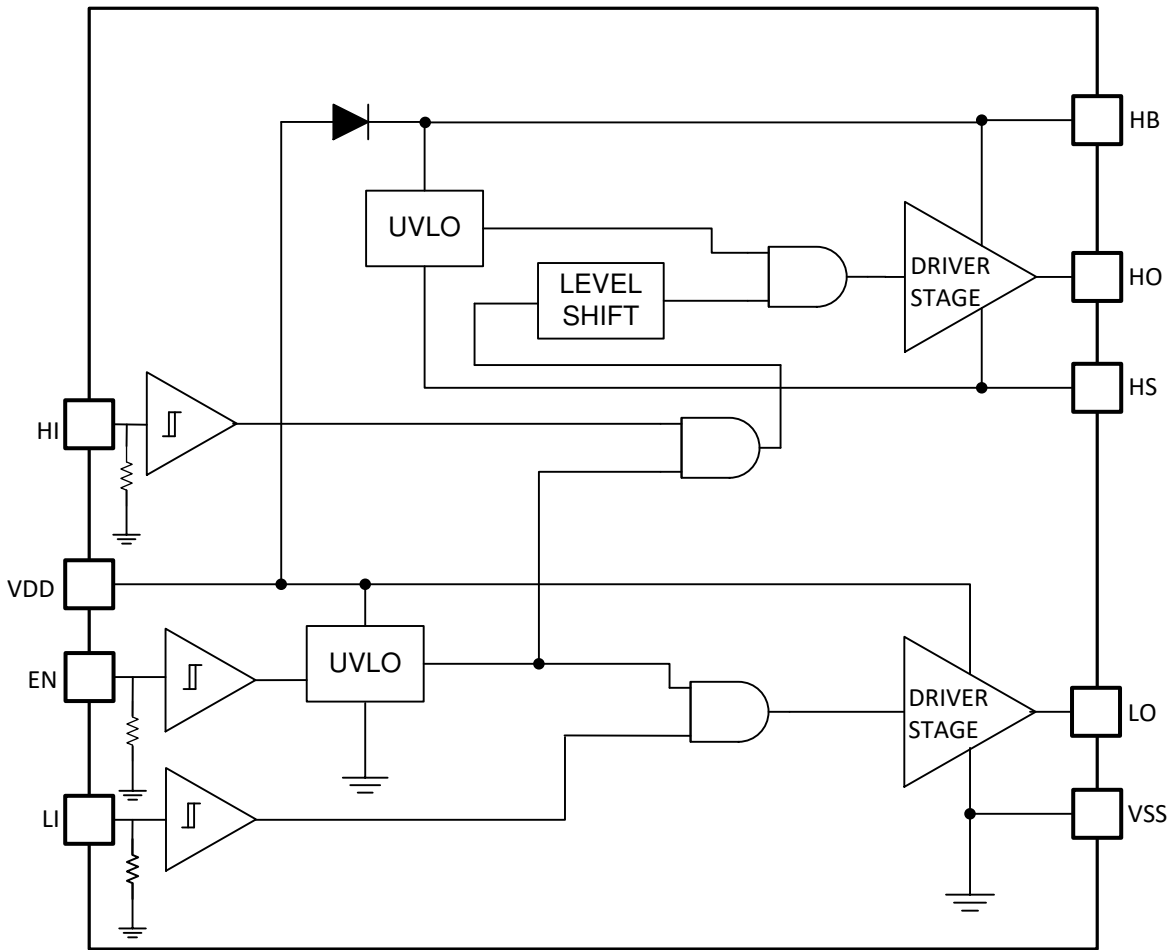 HB
UVLO
DRIVER
STAGE
HO
LEVEL
SHIFT
HS
HI
VDD
EN
UVLO
DRIVER
STAGE
LO
LI
VSS